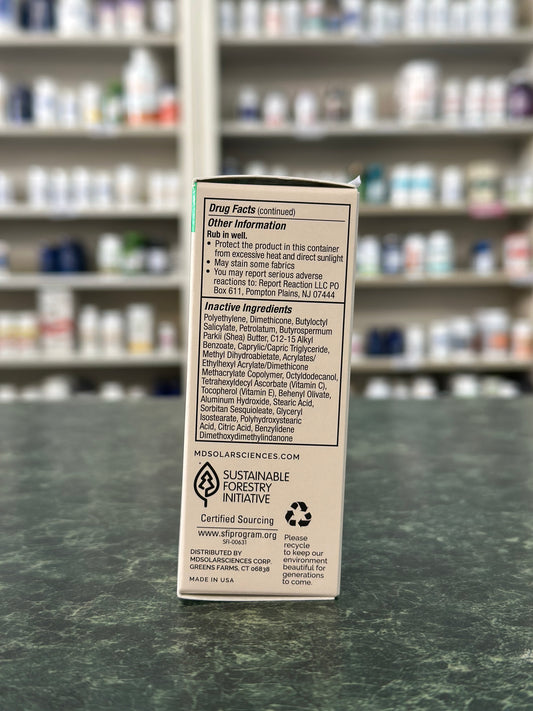 Drug Facts (continued)
Other Information
Rub in well.
• Protect the product in this container
from excessive heat and direct sunlight
• May stain some fabrics
• You may report serious adverse
reactions to: Report Reaction LLC PO
Box 611, Pompton Plains, NJ 07444
Inactive Ingredients
Polyethylene, Dimethicone, Butyloctyl
Salicylate, Petrolatum, Butyrospermum
Parkii (Shea) Butter, C12-15 Alkyl
Benzoate, Caprylic/Capric Triglyceride,
Methyl Dihydroabietate, Acrylates/
Ethylhexyl Acrylate/Dimethicone
Methacrylate Copolymer, Octyldodecanol,
Tetrahexyldecyl Ascorbate (Vitamin C),
Tocopherol (Vitamin E), Behenyl Olivate,
Aluminum Hydroxide, Stearic Acid,
Sorbitan Sesquioleate, Glyceryl
Isostearate, Polyhydroxystearic
Acid, Citric Acid, Benzylidene
Dimethoxydimethylindanone
MDSOLARSCIENCES.COM
SUSTAINABLE
FORESTRY
INITIATIVE
Certified Sourcing
www.sfiprogram.org
SFI-00631
DISTRIBUTED BY
MDSOLARSCIENCES CORP.
GREENS FARMS, CT 06838
MADE IN USA
Please
recycle
to keep our
environment
beautiful for
generations
to come.